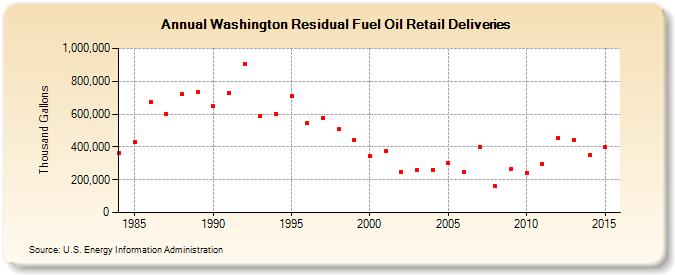 Annual Washington Residual Fuel Oil Retail Deliveries
Thousand Gallons
1,000,000
800,000
600,000
400,000
200,000
0
1985 1990 1995 2000 2005 2010 2015
Source: U.S. Energy Information Administration